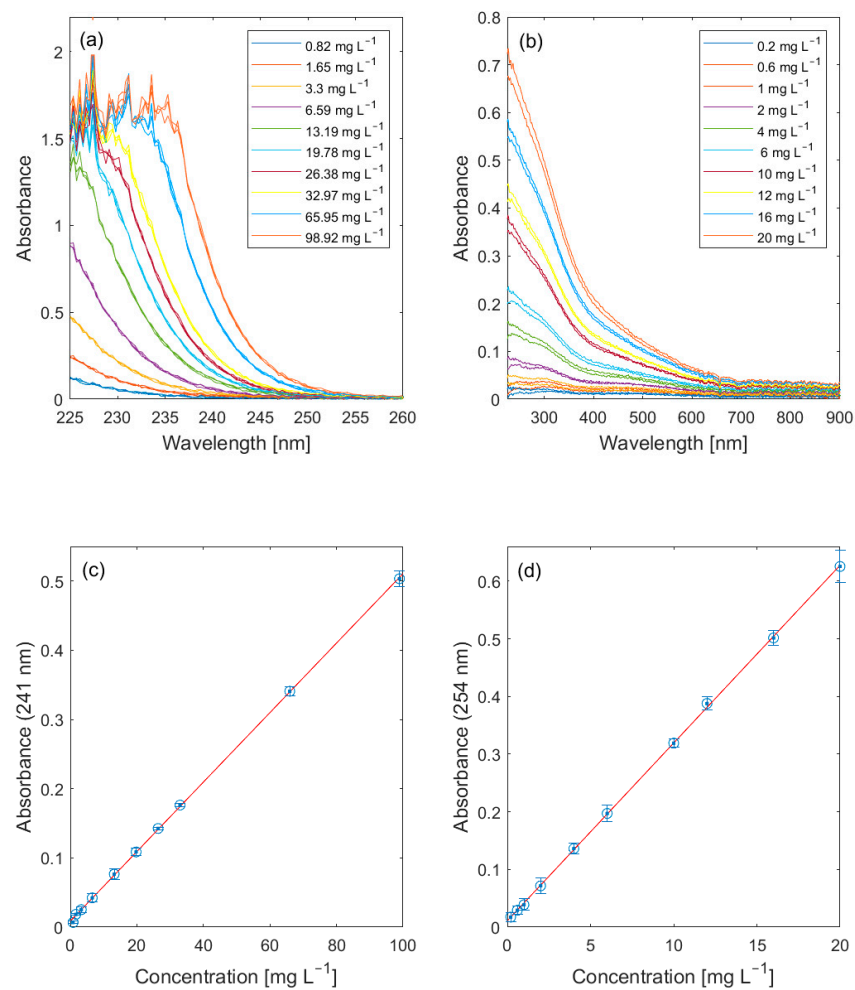 (a)
2
1.5
1
0.5
0
Absorbance
225 230 235 240 245 250 255 260
Wavelength [nm]
0.82 mg L⁻¹
1.65 mg L⁻¹
3.3 mg L⁻¹
6.59 mg L⁻¹
13.19 mg L⁻¹
19.78 mg L⁻¹
26.38 mg L⁻¹
32.97 mg L⁻¹
65.95 mg L⁻¹
98.92 mg L⁻¹
(b)
0.8
0.7
0.6
0.5
0.4
0.3
0.2
0.1
0
Absorbance
300 400 500 600 700 800 900
Wavelength [nm]
0.2 mg L⁻¹
0.6 mg L⁻¹
1 mg L⁻¹
2 mg L⁻¹
4 mg L⁻¹
6 mg L⁻¹
10 mg L⁻¹
12 mg L⁻¹
16 mg L⁻¹
20 mg L⁻¹
(c)
0.5
0.4
0.3
0.2
0.1
0
Absorbance (241 nm)
0 20 40 60 80 100
Concentration [mg L⁻¹]
(d)
0.6
0.5
0.4
0.3
0.2
0.1
0
Absorbance (254 nm)
0 5 10 15 20
Concentration [mg L⁻¹]